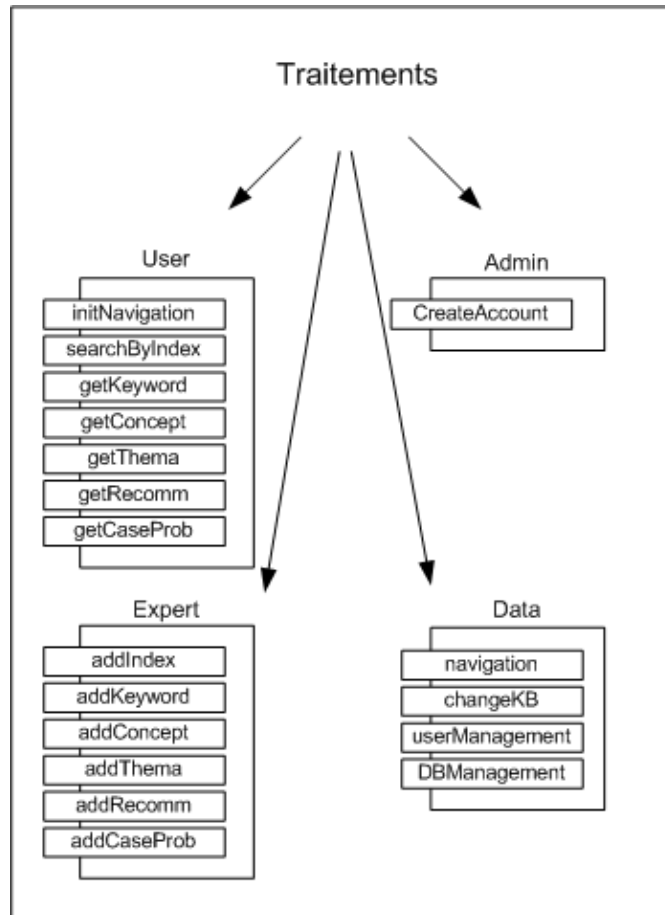 Traitements
User
initNavigation
searchByIndex
getKeyword
getConcept
getThema
getRecomm
getCaseProb
Admin
CreateAccount
Expert
addIndex
addKeyword
addConcept
addThema
addRecomm
addCaseProb
Data
navigation
changeKB
userManagement
DBManagement